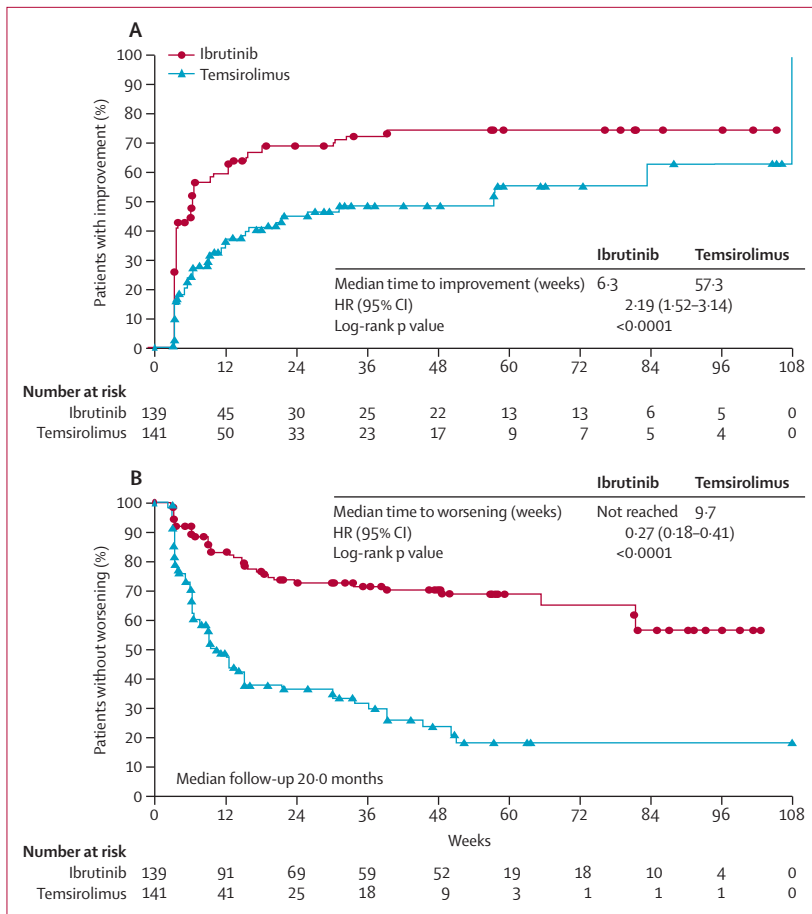 A
Ibrutinib
Temsirolimus
Patients with improvement (%)
100
90
80
70
60
50
40
30
20
10
0
Ibrutinib Temsirolimus
Median time to improvement (weeks) 6·3 57·3
HR (95% CI) 2·19 (1·52–3·14)
Log-rank p value <0·0001
0 12 24 36 48 60 72 84 96 108
Number at risk
Ibrutinib 139 45 30 25 22 13 13 6 5 0
Temsirolimus 141 50 33 23 17 9 7 5 4 0
B
Patients without worsening (%)
100
90
80
70
60
50
40
30
20
10
0
Ibrutinib Temsirolimus
Median time to worsening (weeks) Not reached 9·7
HR (95% CI) 0·27 (0·18–0·41)
Log-rank p value <0·0001
Median follow-up 20·0 months
0 12 24 36 48 60 72 84 96 108
Weeks
Number at risk
Ibrutinib 139 91 69 59 52 19 18 10 4 0
Temsirolimus 141 41 25 18 9 3 1 1 1 0